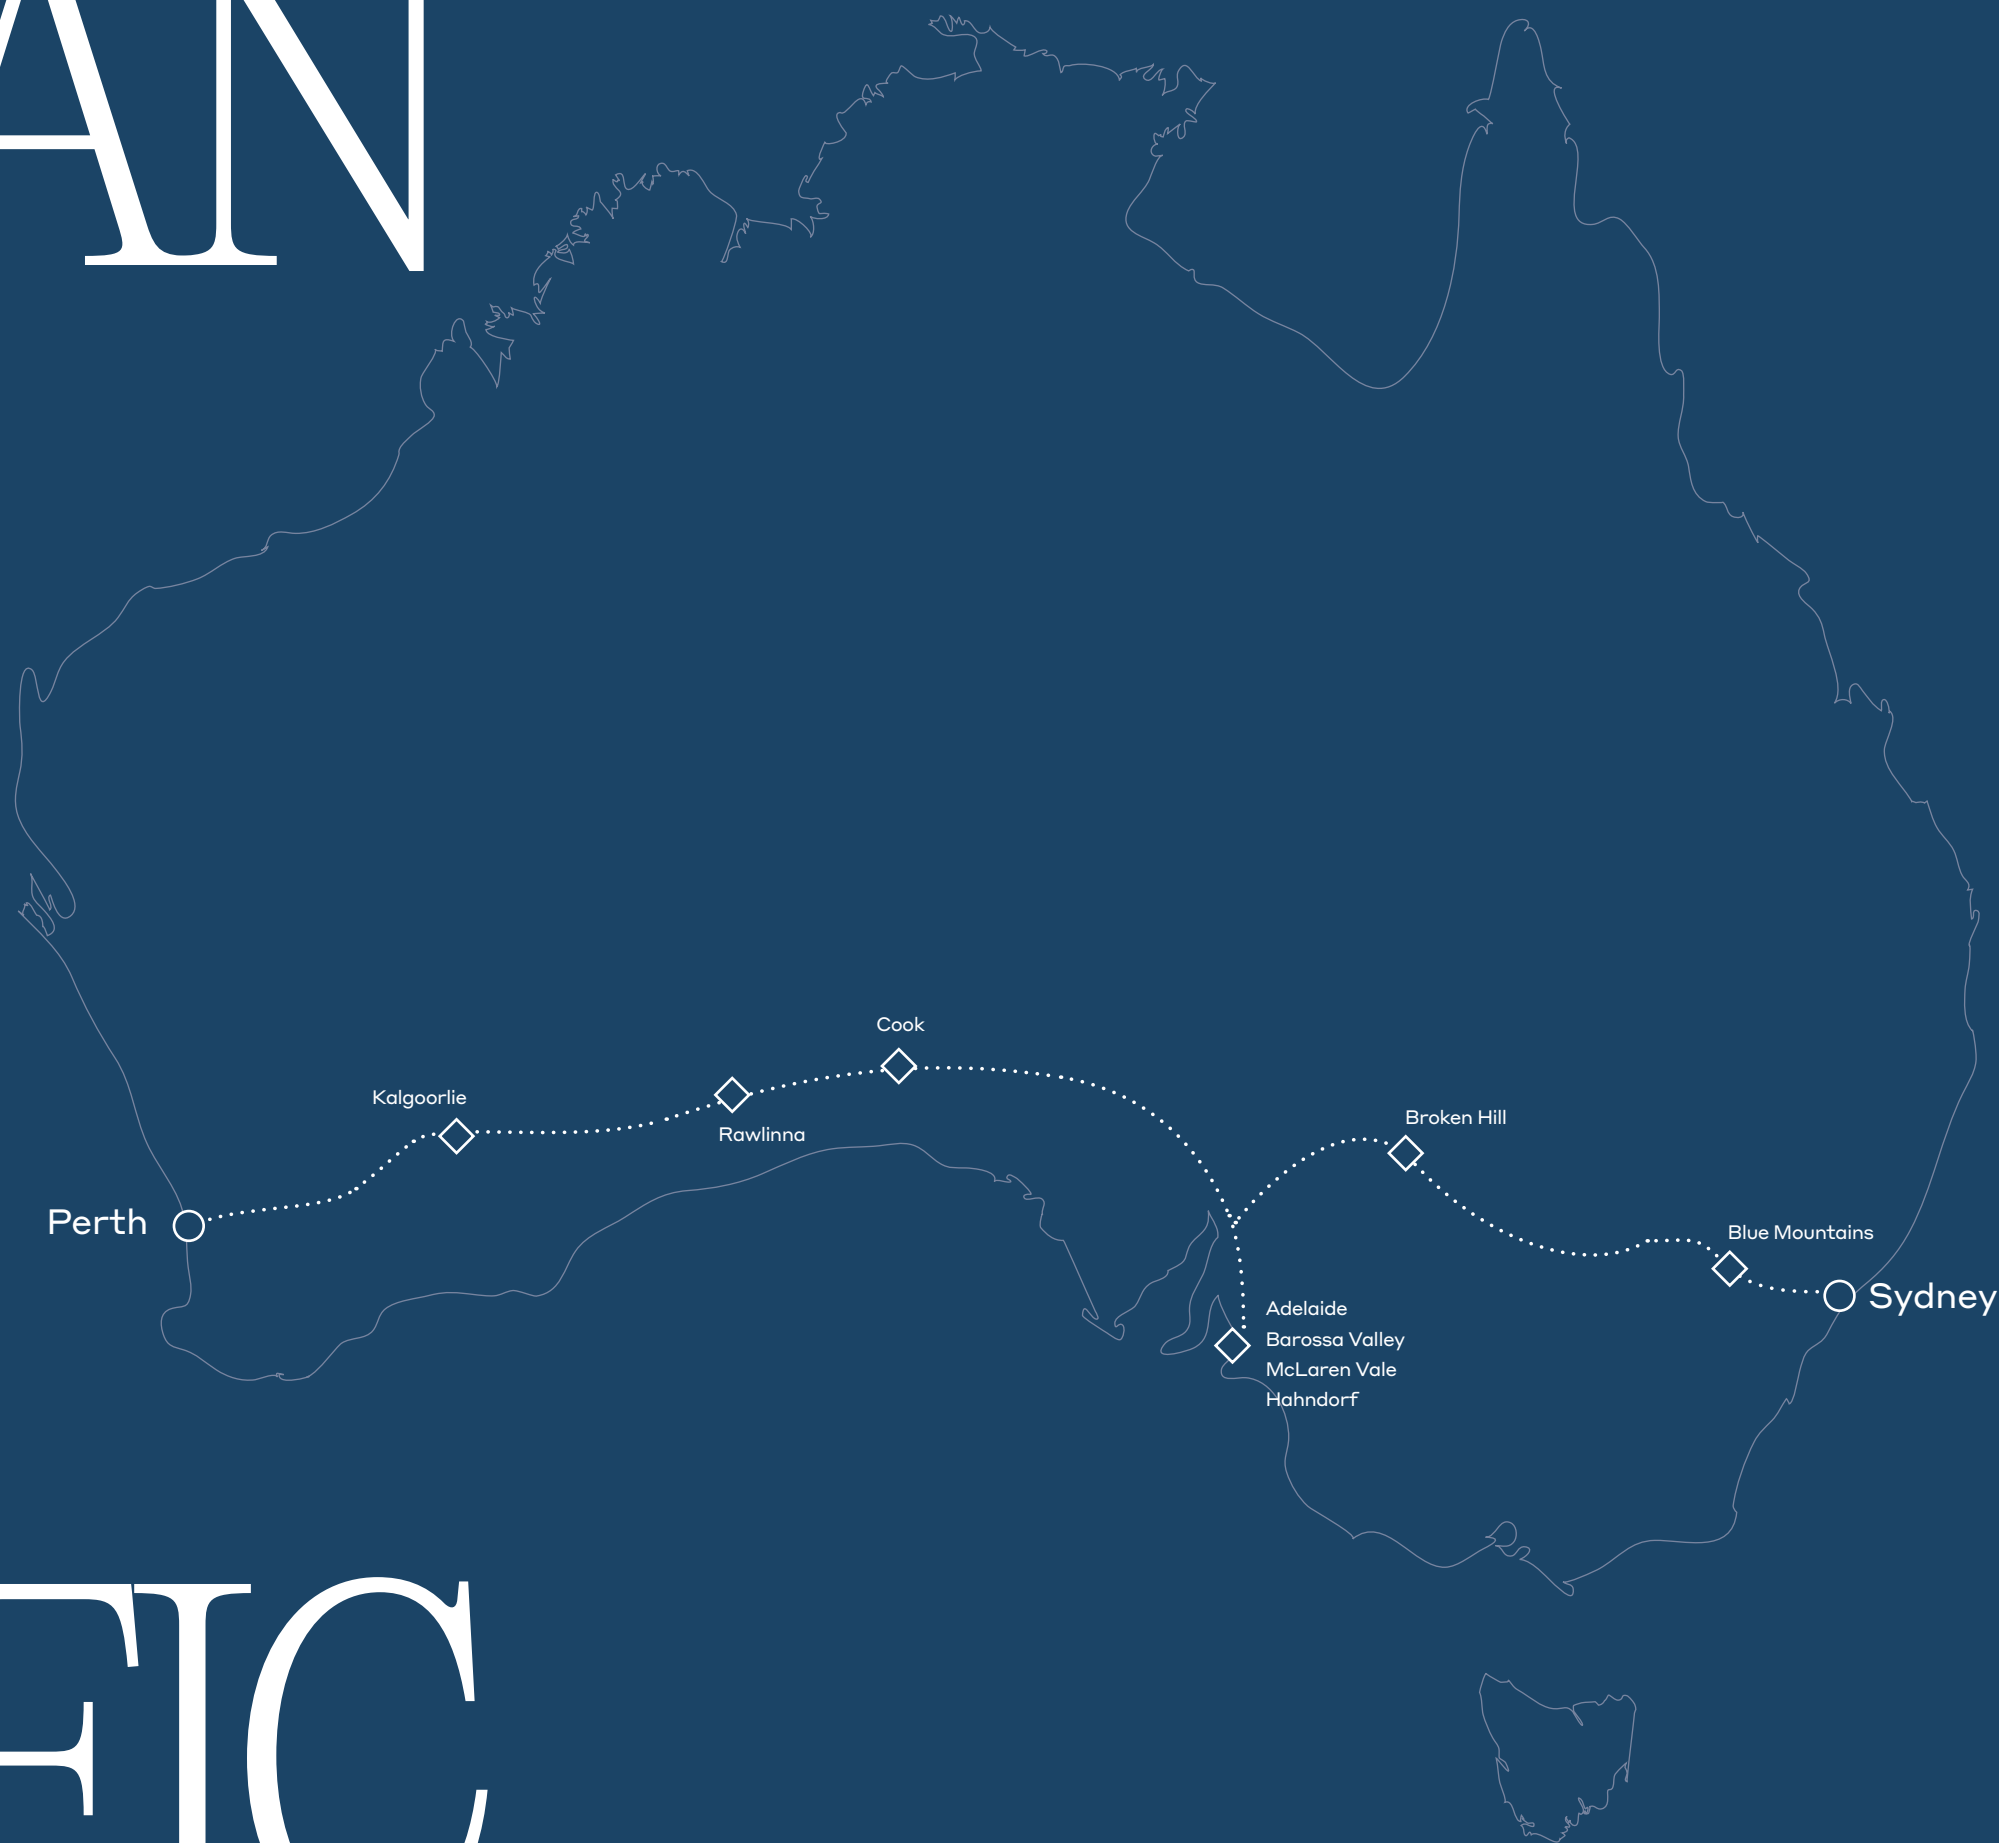 AN
Cook
Kalgoorlie
Rawlinna
Broken Hill
Perth
Blue Mountains
Sydney
Adelaide
Barossa Valley
McLaren Vale
Hahndorf
FIC